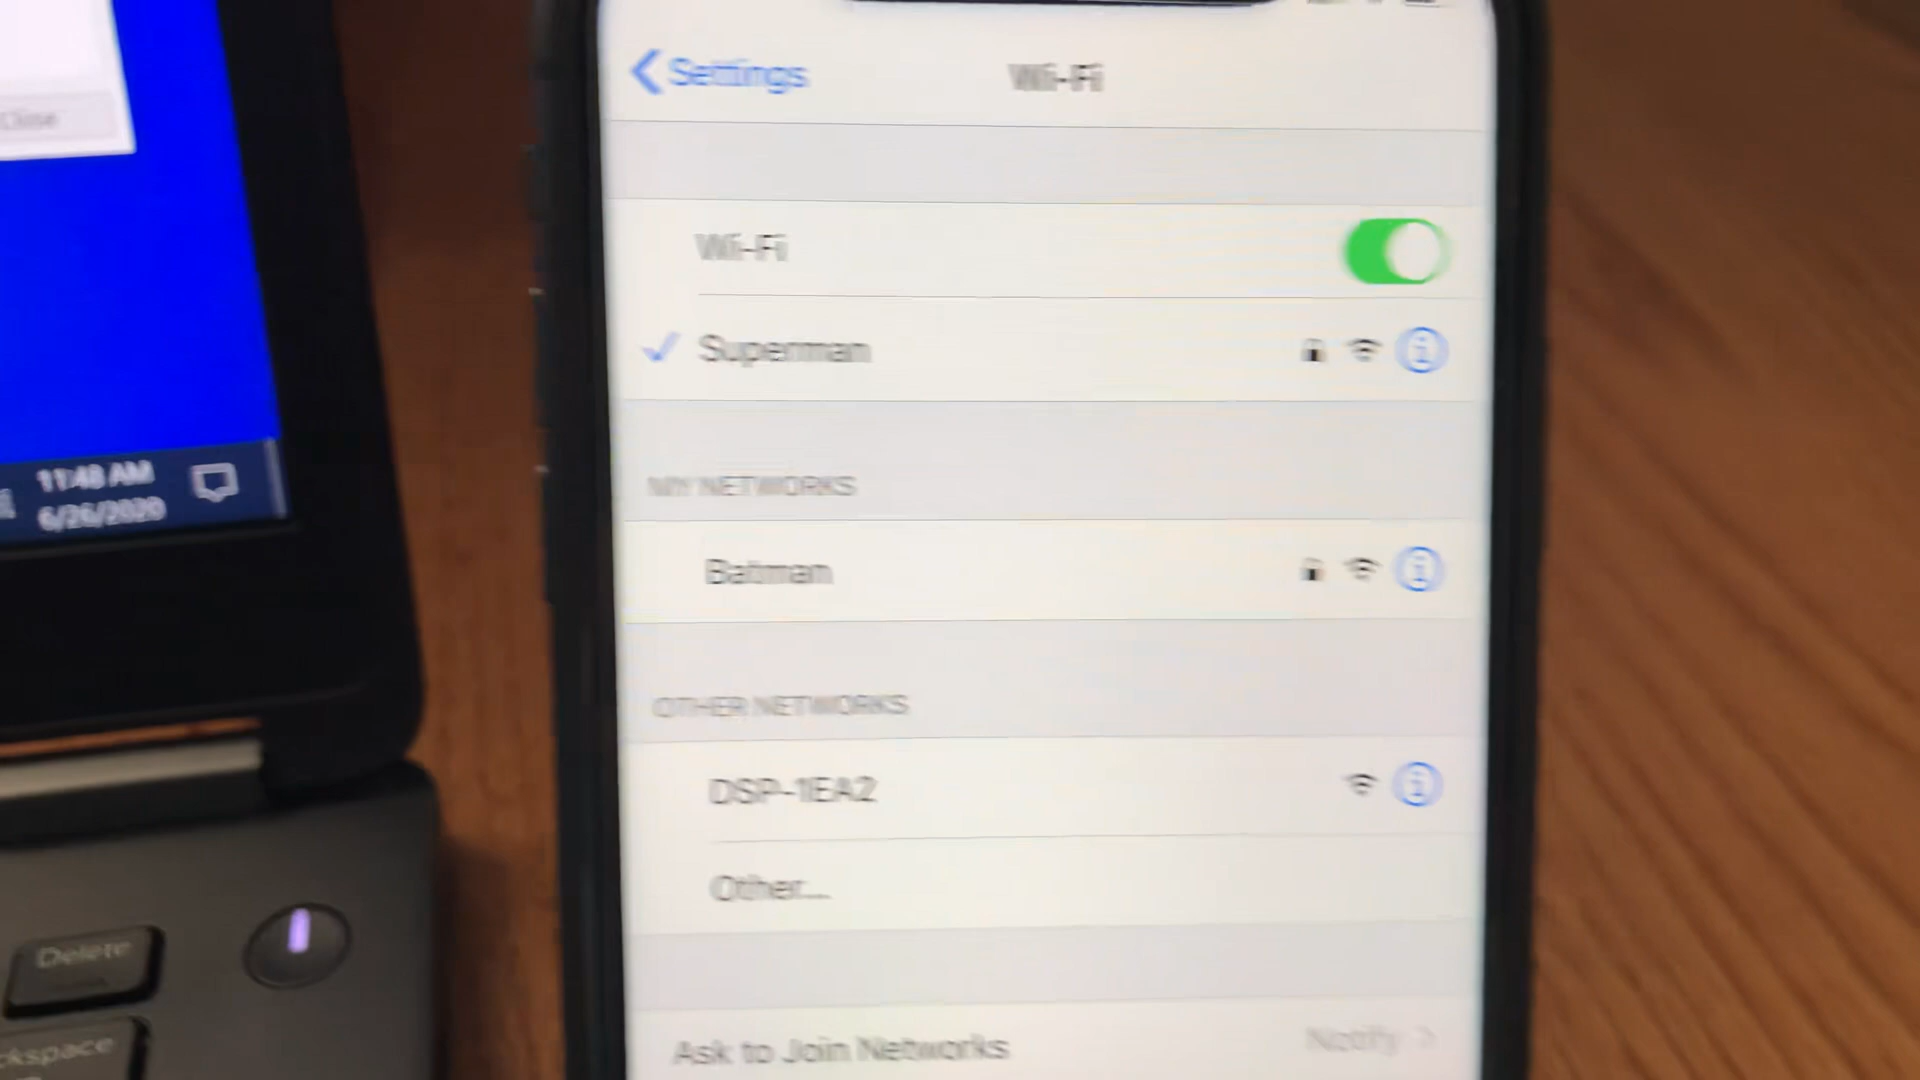 Close
11:48 AM
6/26/2020
Delete
ckspace
Settings
Wi-Fi
Wi-Fi
Superman
MY NETWORKS
Batman
OTHER NETWORKS
DSP-1EA2
Other...
Ask to Join Networks
Notify